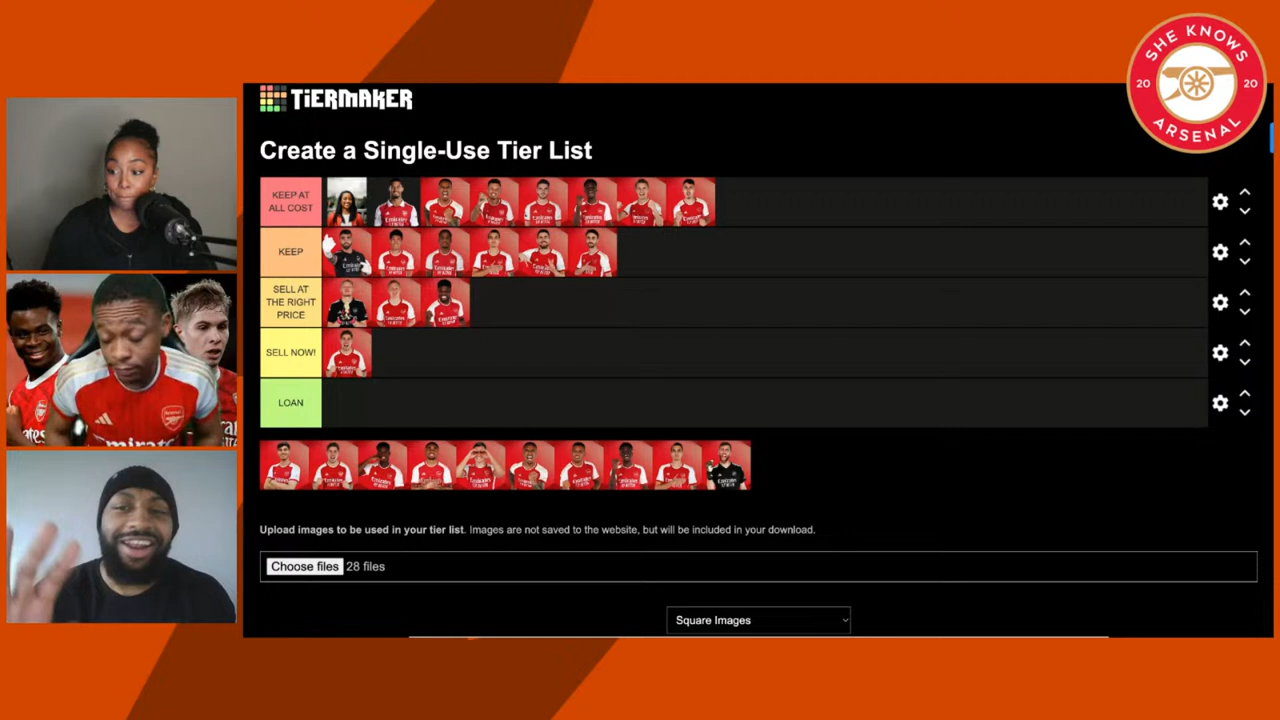 SHE KNOWS
20 20
ARSENAL
TiERMAKER
Create a Single-Use Tier List
KEEP AT
ALL COST
KEEP
SELL AT
THE RIGHT
PRICE
SELL NOW!
LOAN
Upload images to be used in your tier list. Images are not saved to the website, but will be included in your download.
Choose files 28 files
Square Images